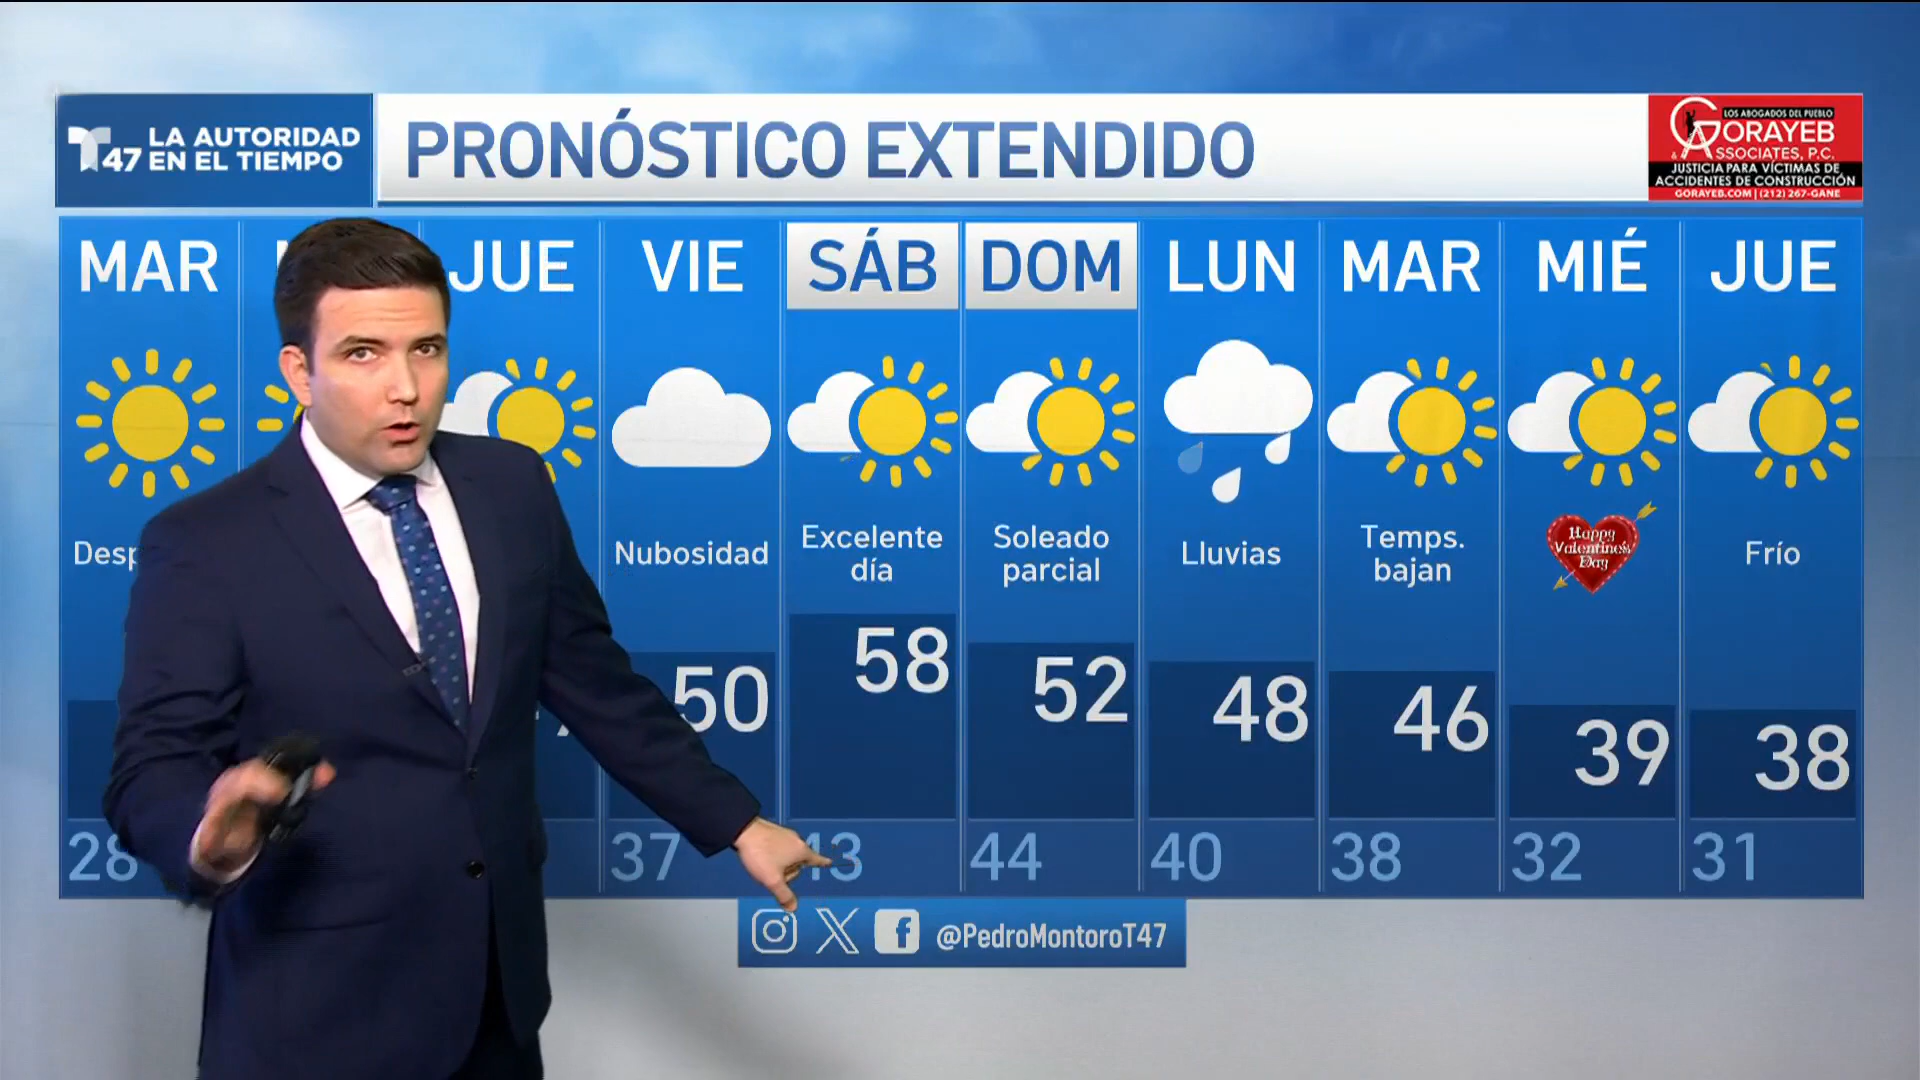 47 LA AUTORIDAD
EN EL TIEMPO
PRONÓSTICO EXTENDIDO
LOS ABOGADOS DEL PUEBLO
GORAYEB
& ASSOCIATES, P.C.
JUSTICIA PARA VÍCTIMAS DE
ACCIDENTES DE CONSTRUCCIÓN
GORAYEB.COM | (212) 267-GANE
MAR JUE VIE SÁB DOM LUN MAR MIÉ JUE
Nubosidad
Excelente
día
Soleado
parcial
Lluvias
Temps.
bajan
Happy
Valentine's
Day
Frío
50 58 52 48 46 39 38
28 37 43 44 40 38 32 31
@PedroMontoroT47